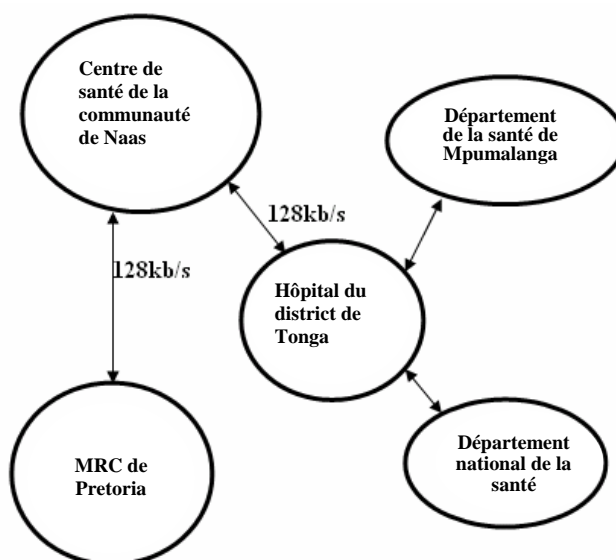 Centre de
santé de la
communauté
de Naas
Département
de la santé de
Mpumalanga
128kb/s
128kb/s
Hôpital du
district de
Tonga
MRC de
Pretoria
Département
national de la
santé